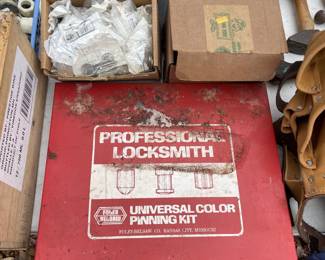 PROFESSIONAL
LOCKSMITH
FOLEY
BELSAW
UNIVERSAL COLOR
PINNING KIT
FOLEY-BELSAW CO. KANSAS CITY, MISSOURI